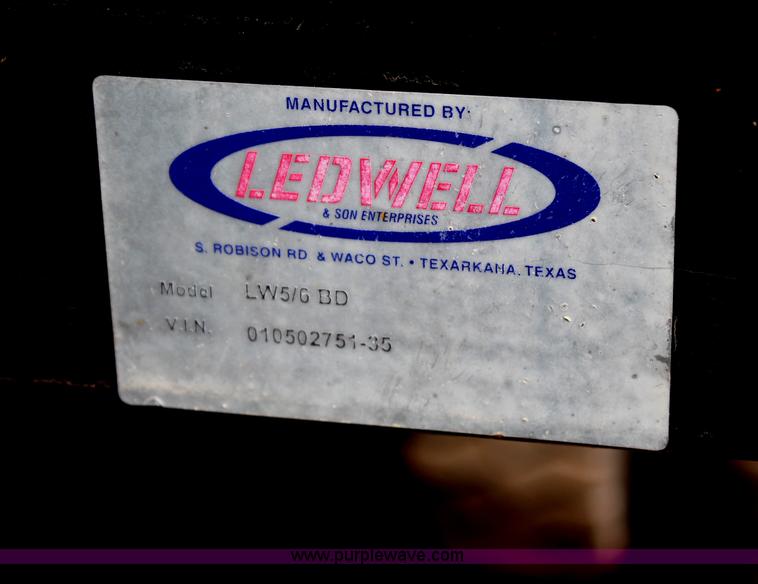 MANUFACTURED BY:
LEDWELL
& SON ENTERPRISES
S. ROBISON RD & WACO ST. • TEXARKANA, TEXAS
Model LW5/6 BD
V.I.N. 010502751-35
www.purplewave.com